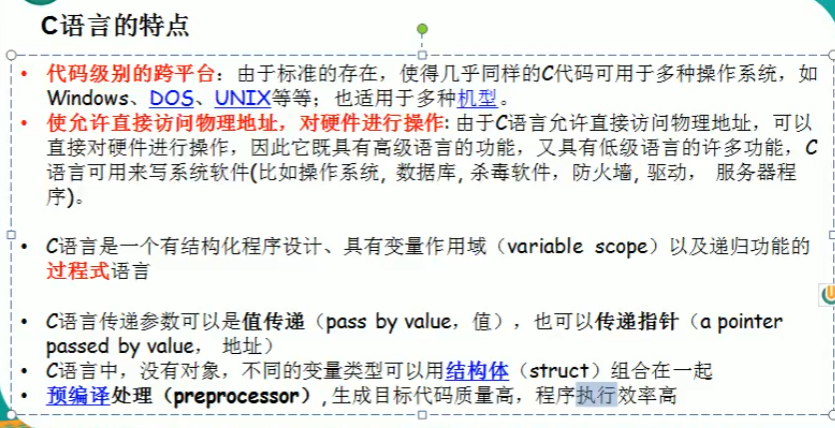 C语言的特点
• 代码级别的跨平台：由于标准的存在，使得几乎同样的C代码可用于多种操作系统，如
Windows、DOS、UNIX等等；也适用于多种机型。
• 使允许直接访问物理地址，对硬件进行操作: 由于C语言允许直接访问物理地址，可以
直接对硬件进行操作，因此它既具有高级语言的功能，又具有低级语言的许多功能，C
语言可用来写系统软件(比如操作系统, 数据库, 杀毒软件，防火墙, 驱动， 服务器程
序)。
• C语言是一个有结构化程序设计、具有变量作用域（variable scope）以及递归功能的
过程式语言
• C语言传递参数可以是值传递（pass by value，值）, 也可以传递指针（a pointer
passed by value， 地址）
• C语言中，没有对象，不同的变量类型可以用结构体（struct）组合在一起
• 预编译处理（preprocessor）, 生成目标代码质量高，程序执行效率高